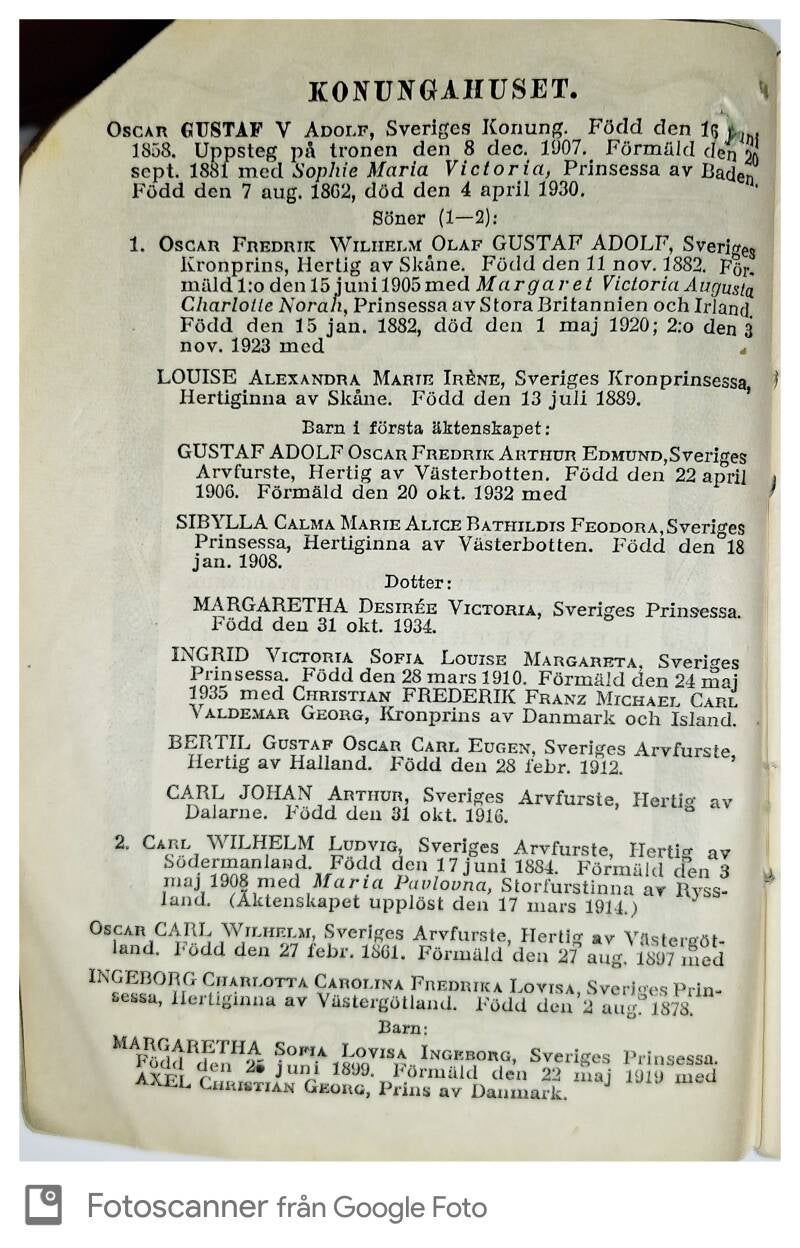 KONUNGAHUSET.
OSCAR GUSTAF V ADOLF, Sveriges Konung. Född den 16 juni
1858. Uppsteg på tronen den 8 dec. 1907. Förmäld den 20
sept. 1881 med Sophie Maria Victoria, Prinsessa av Baden.
Född den 7 aug. 1862, död den 4 april 1930.
Söner (1—2):
1. OSCAR FREDRIK WILHELM OLAF GUSTAF ADOLF, Sveriges
Kronprins, Hertig av Skåne. Född den 11 nov. 1882. För-
mäld 1:o den 15 juni 1905 med Margaret Victoria Augusta
Charlotte Norah, Prinsessa av Stora Britannien och Irland.
Född den 15 jan. 1882, död den 1 maj 1920; 2:o den 3
nov. 1923 med
LOUISE ALEXANDRA MARIE IRÈNE, Sveriges Kronprinsessa,
Hertiginna av Skåne. Född den 13 juli 1889.
Barn i första äktenskapet:
GUSTAF ADOLF OSCAR FREDRIK ARTHUR EDMUND, Sveriges
Arvfurste, Hertig av Västerbotten. Född den 22 april
1906. Förmäld den 20 okt. 1932 med
SIBYLLA CALMA MARIE ALICE BATHILDIS FEODORA, Sveriges
Prinsessa, Hertiginna av Västerbotten. Född den 18
jan. 1908.
Dotter:
MARGARETHA DESIRÉE VICTORIA, Sveriges Prinsessa.
Född den 31 okt. 1934.
INGRID VICTORIA SOFIA LOUISE MARGARETA, Sveriges
Prinsessa. Född den 28 mars 1910. Förmäld den 24 maj
1935 med CHRISTIAN FREDERIK FRANZ MICHAEL CARL
VALDEMAR GEORG, Kronprins av Danmark och Island.
BERTIL GUSTAF OSCAR CARL EUGEN, Sveriges Arvfurste,
Hertig av Halland. Född den 28 febr. 1912.
CARL JOHAN ARTHUR, Sveriges Arvfurste, Hertig av
Dalarne. Född den 31 okt. 1916.
2. CARL WILHELM LUDVIG, Sveriges Arvfurste, Hertig av
Södermanland. Född den 17 juni 1884. Förmäld den 3
maj 1908 med Maria Pavlovna, Storfurstinna av Ryss-
land. (Äktenskapet upplöst den 17 mars 1914.)
OSCAR CARL WILHELM, Sveriges Arvfurste, Hertig av Västergöt-
land. Född den 27 febr. 1861. Förmäld den 27 aug. 1897 med
INGEBORG CHARLOTTA CAROLINA FREDRIKA LOVISA, Sveriges Prin-
sessa, Hertiginna av Västergötland. Född den 2 aug. 1878.
Barn:
MARGARETHA SOFIA LOVISA INGEBORG, Sveriges Prinsessa.
Född den 25 juni 1899. Förmäld den 22 maj 1919 med
AXEL CHRISTIAN GEORG, Prins av Danmark.
Fotoscanner från Google Foto